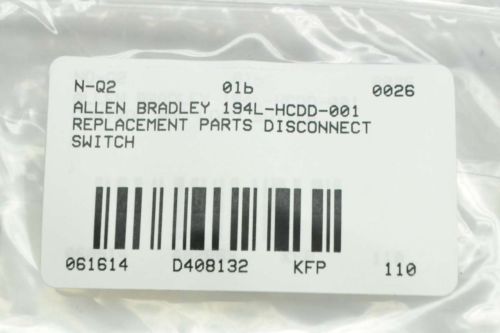 N-Q2 01b 0026
ALLEN BRADLEY 194L-HCDD-001
REPLACEMENT PARTS DISCONNECT
SWITCH
061614 D408132 KFP 110